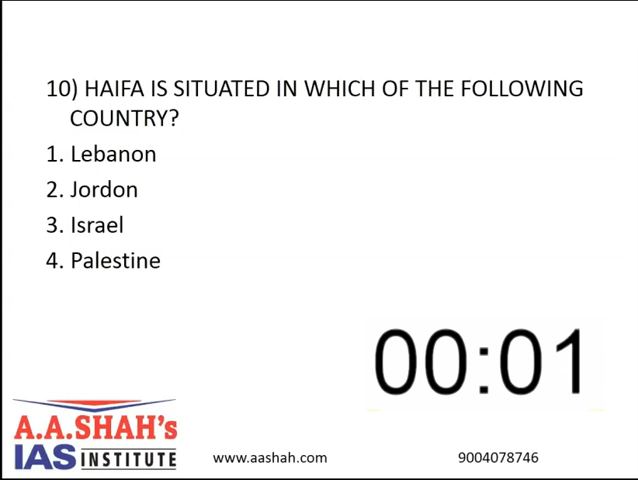 10) HAIFA IS SITUATED IN WHICH OF THE FOLLOWING
COUNTRY?
1. Lebanon
2. Jordon
3. Israel
4. Palestine
00:01
A.A.SHAH's
IAS INSTITUTE
www.aashah.com
9004078746